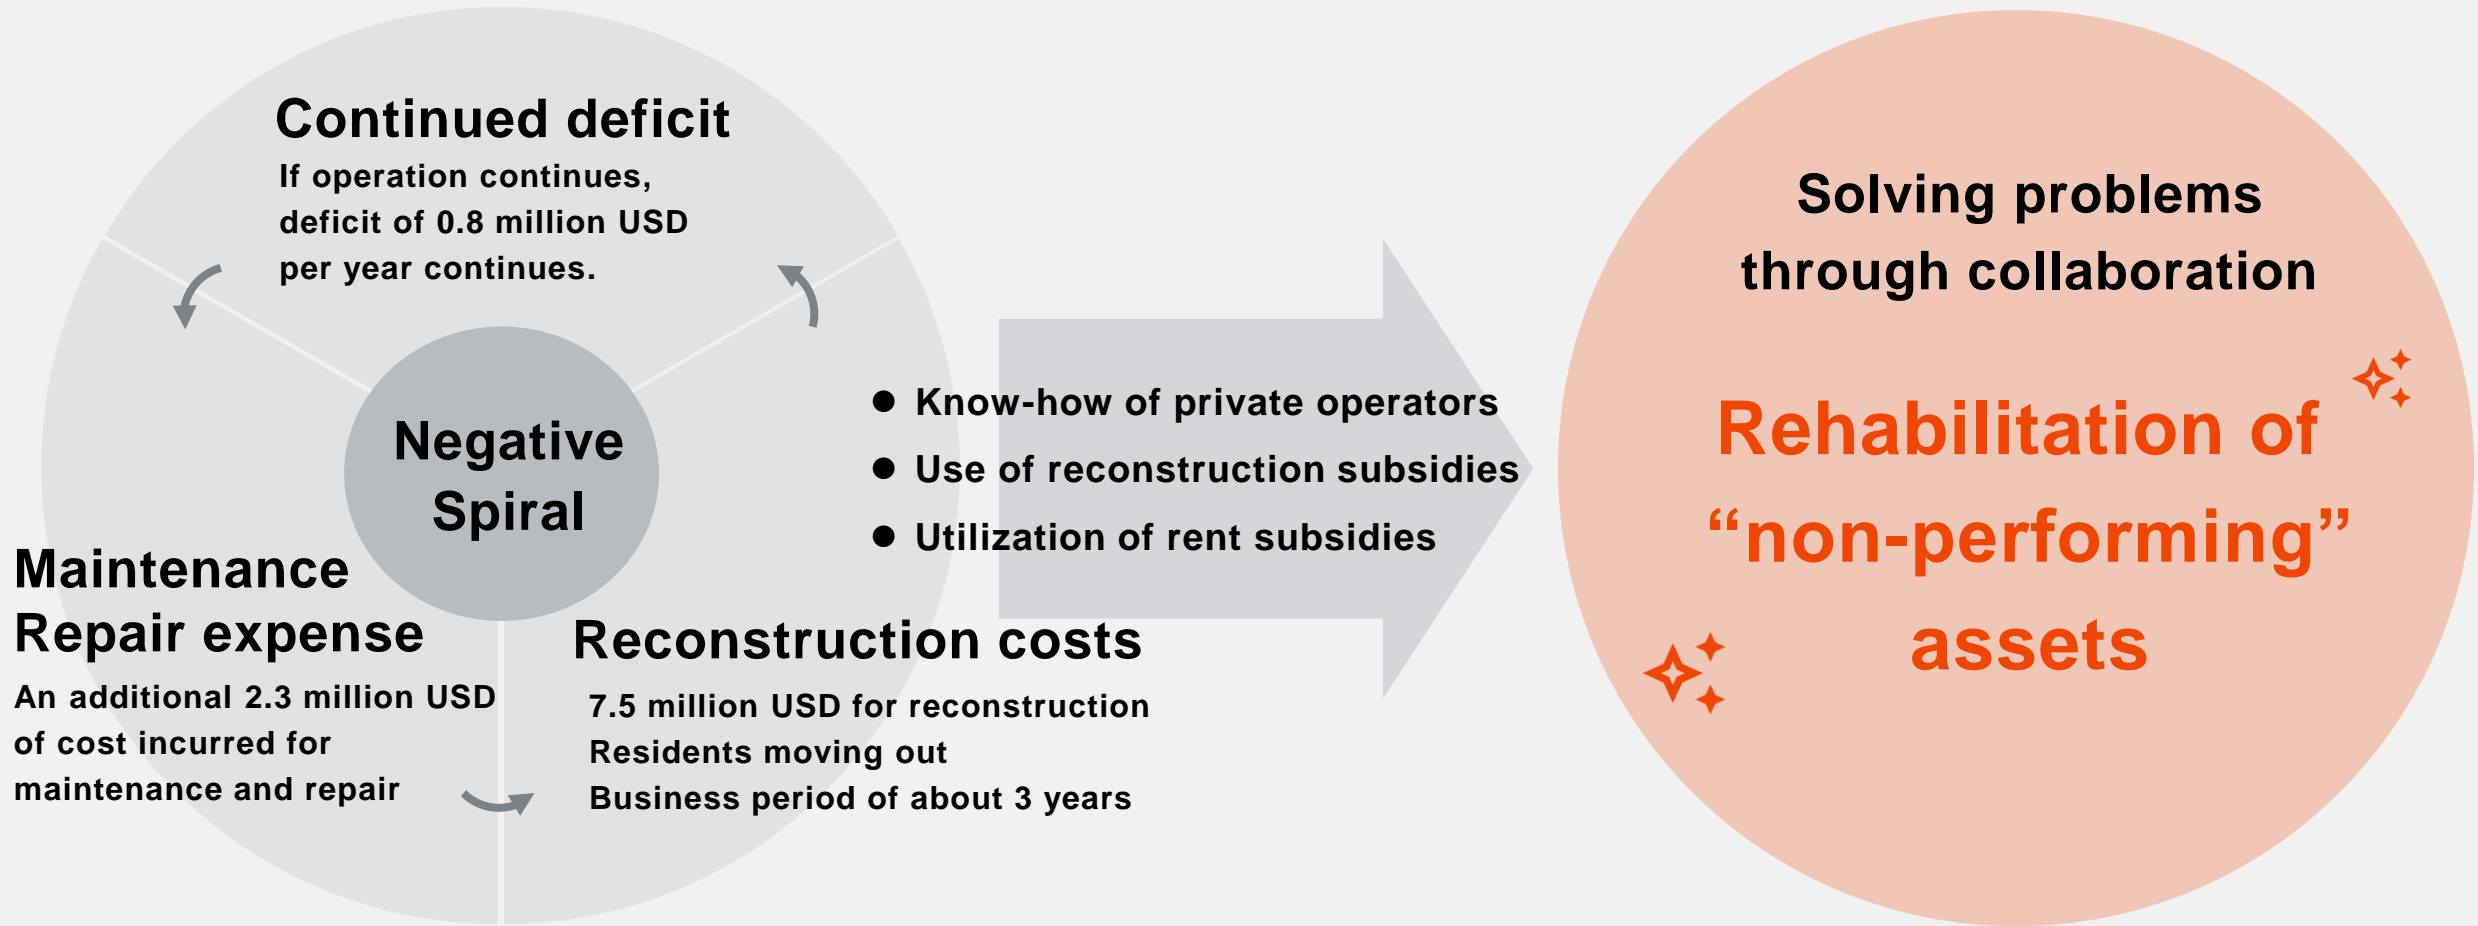 Continued deficit
If operation continues,
deficit of 0.8 million USD
per year continues.
Negative
Spiral
Maintenance
Repair expense
An additional 2.3 million USD
of cost incurred for
maintenance and repair
Reconstruction costs
7.5 million USD for reconstruction
Residents moving out
Business period of about 3 years
● Know-how of private operators
● Use of reconstruction subsidies
● Utilization of rent subsidies
Solving problems
through collaboration
Rehabilitation of
“non-performing”
assets